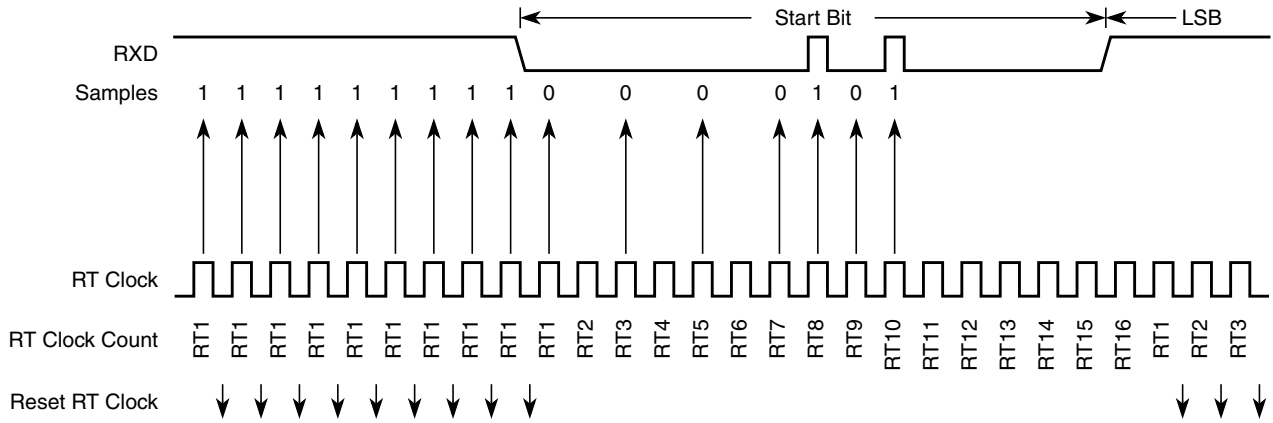 Start Bit LSB
RXD
Samples 1 1 1 1 1 1 1 1 1 0 0 0 0 1 0 1
RT Clock
RT Clock Count RT1 RT1 RT1 RT1 RT1 RT1 RT1 RT1 RT1 RT1 RT2 RT3 RT4 RT5 RT6 RT7 RT8 RT9 RT10 RT11 RT12 RT13 RT14 RT15 RT16 RT1 RT2 RT3
Reset RT Clock